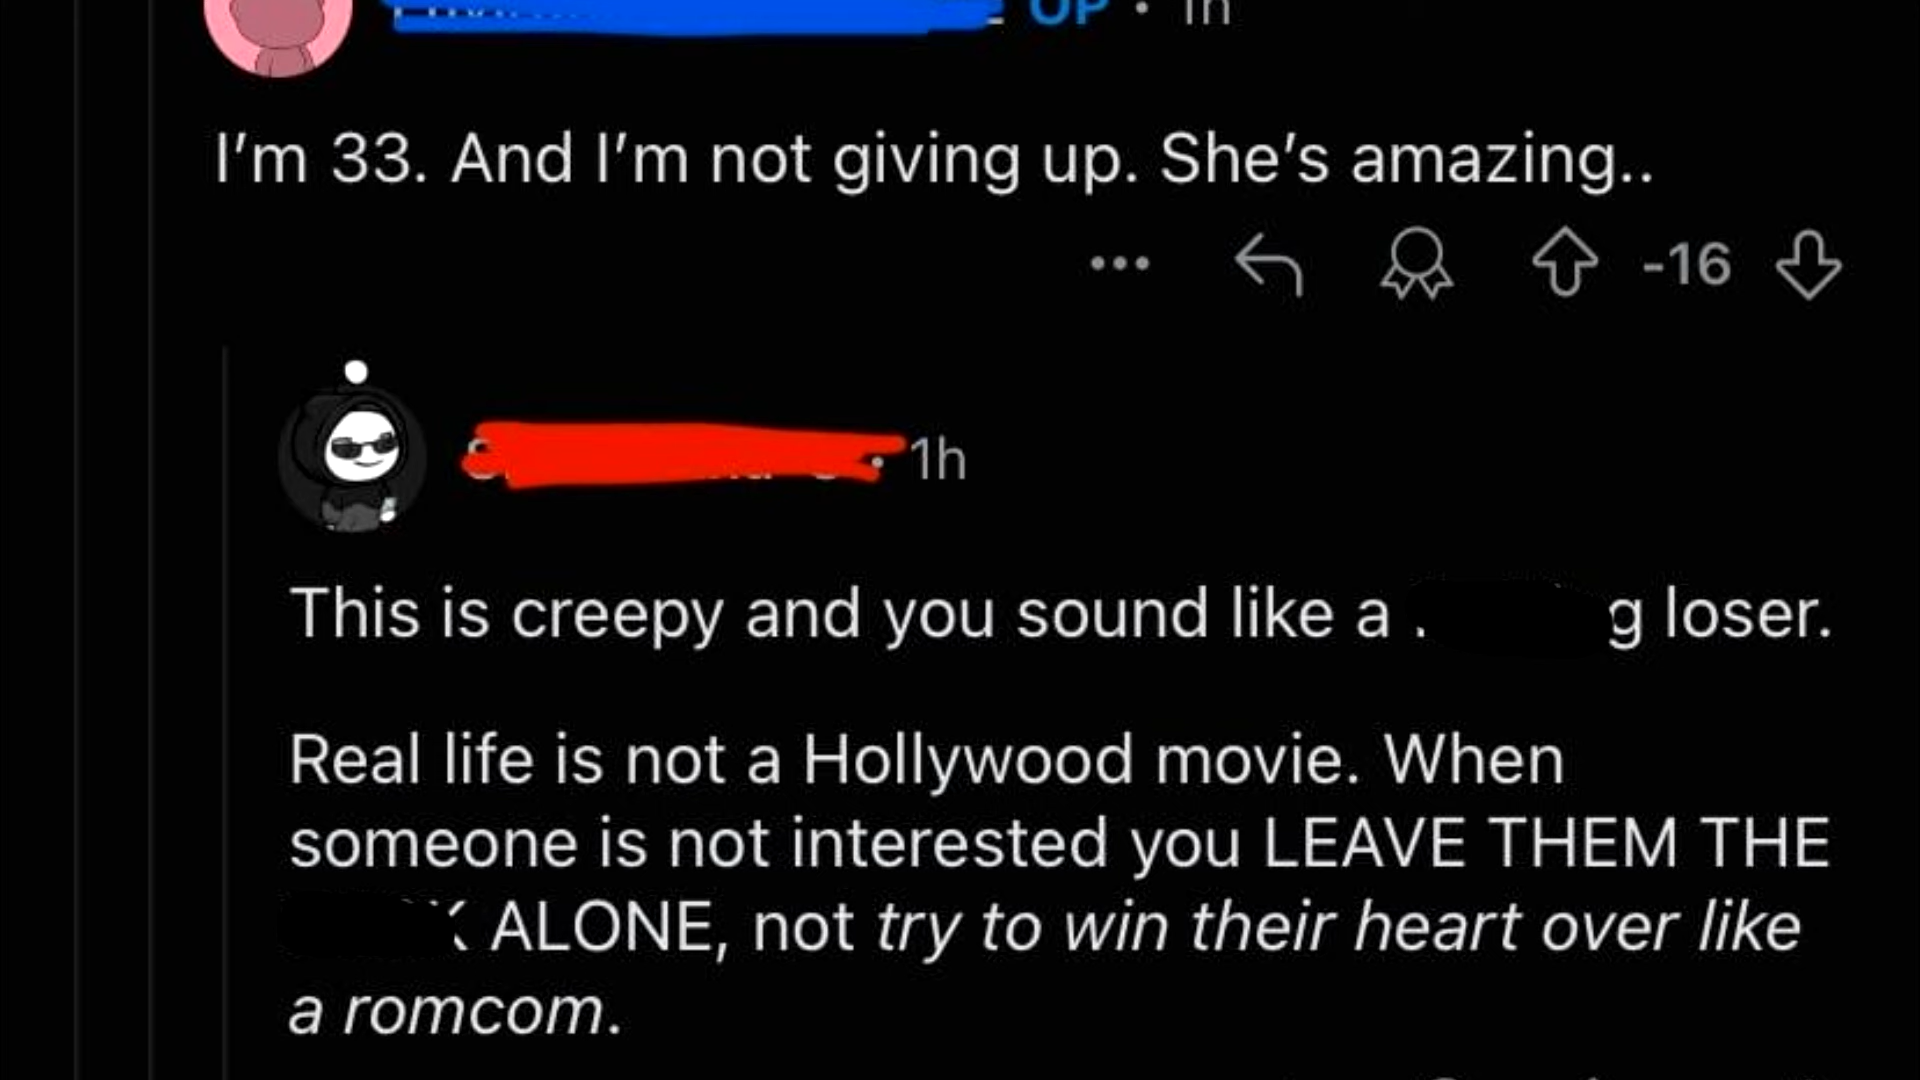 OP • 1h
I’m 33. And I’m not giving up. She’s amazing..
-16
• 1h
This is creepy and you sound like a g loser.
Real life is not a Hollywood movie. When
someone is not interested you LEAVE THEM THE
K ALONE, not try to win their heart over like
a romcom.